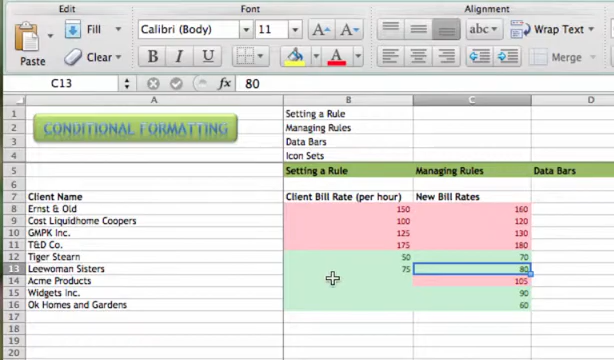 Edit Font Alignment
Fill Calibri (Body) 11 A A abc Wrap Text
Paste Clear B I U A Merge
C13 fx 80
A B C D
1 Setting a Rule
2 CONDITIONAL FORMATTING Managing Rules
3 Data Bars
4 Icon Sets
5 Setting a Rule Managing Rules Data Bars
6
7 Client Name Client Bill Rate (per hour) New Bill Rates
8 Ernst & Old 150 160
9 Cost Liquidhome Coopers 100 120
10 GMPK Inc. 125 130
11 T&D Co. 175 180
12 Tiger Stearn 50 70
13 Leewoman Sisters 75 80
14 Acme Products 105
15 Widgets Inc. 90
16 Ok Homes and Gardens 60
17
18
19
20